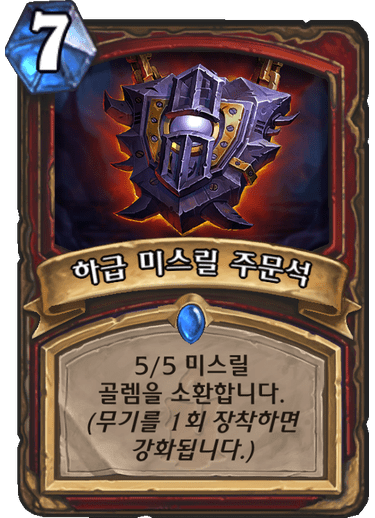 7
하급 미스릴 주문석
5/5 미스릴
골렘을 소환합니다.
(무기를 1회 장착하면
강화됩니다.)